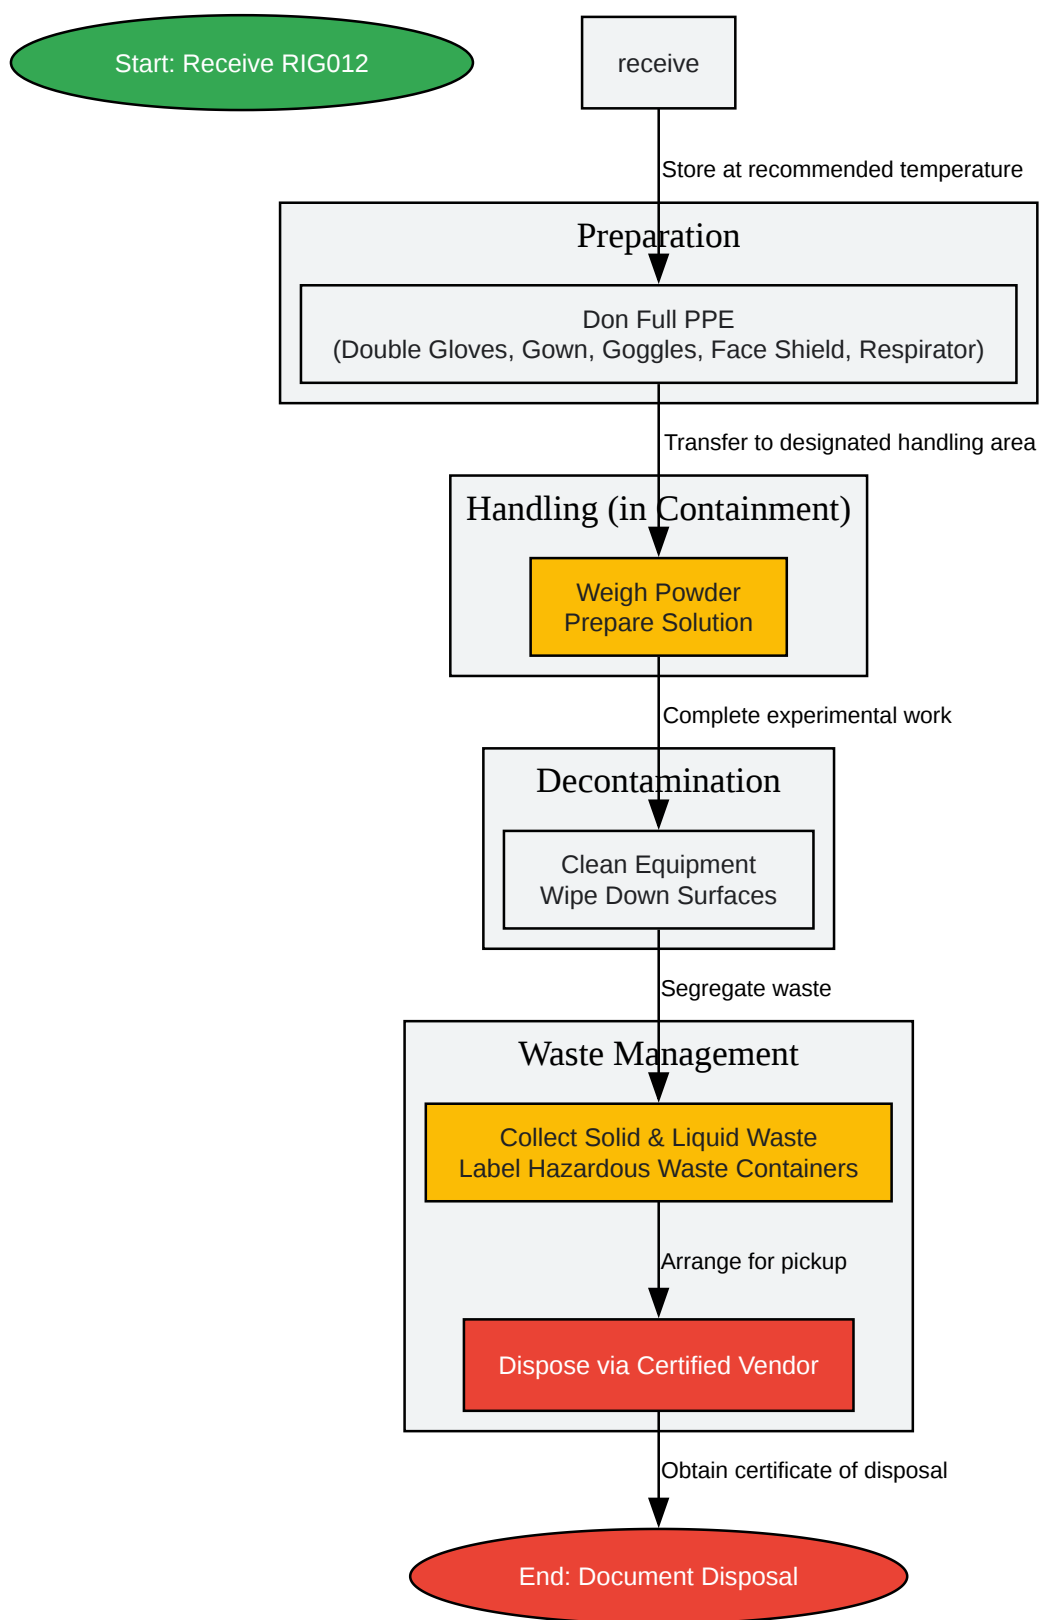 Start: Receive RIG012
receive
Store at recommended temperature
Preparation
Don Full PPE
(Double Gloves, Gown, Goggles, Face Shield, Respirator)
Transfer to designated handling area
Handling (in Containment)
Weigh Powder
Prepare Solution
Complete experimental work
Decontamination
Clean Equipment
Wipe Down Surfaces
Segregate waste
Waste Management
Collect Solid & Liquid Waste
Label Hazardous Waste Containers
Arrange for pickup
Dispose via Certified Vendor
Obtain certificate of disposal
End: Document Disposal